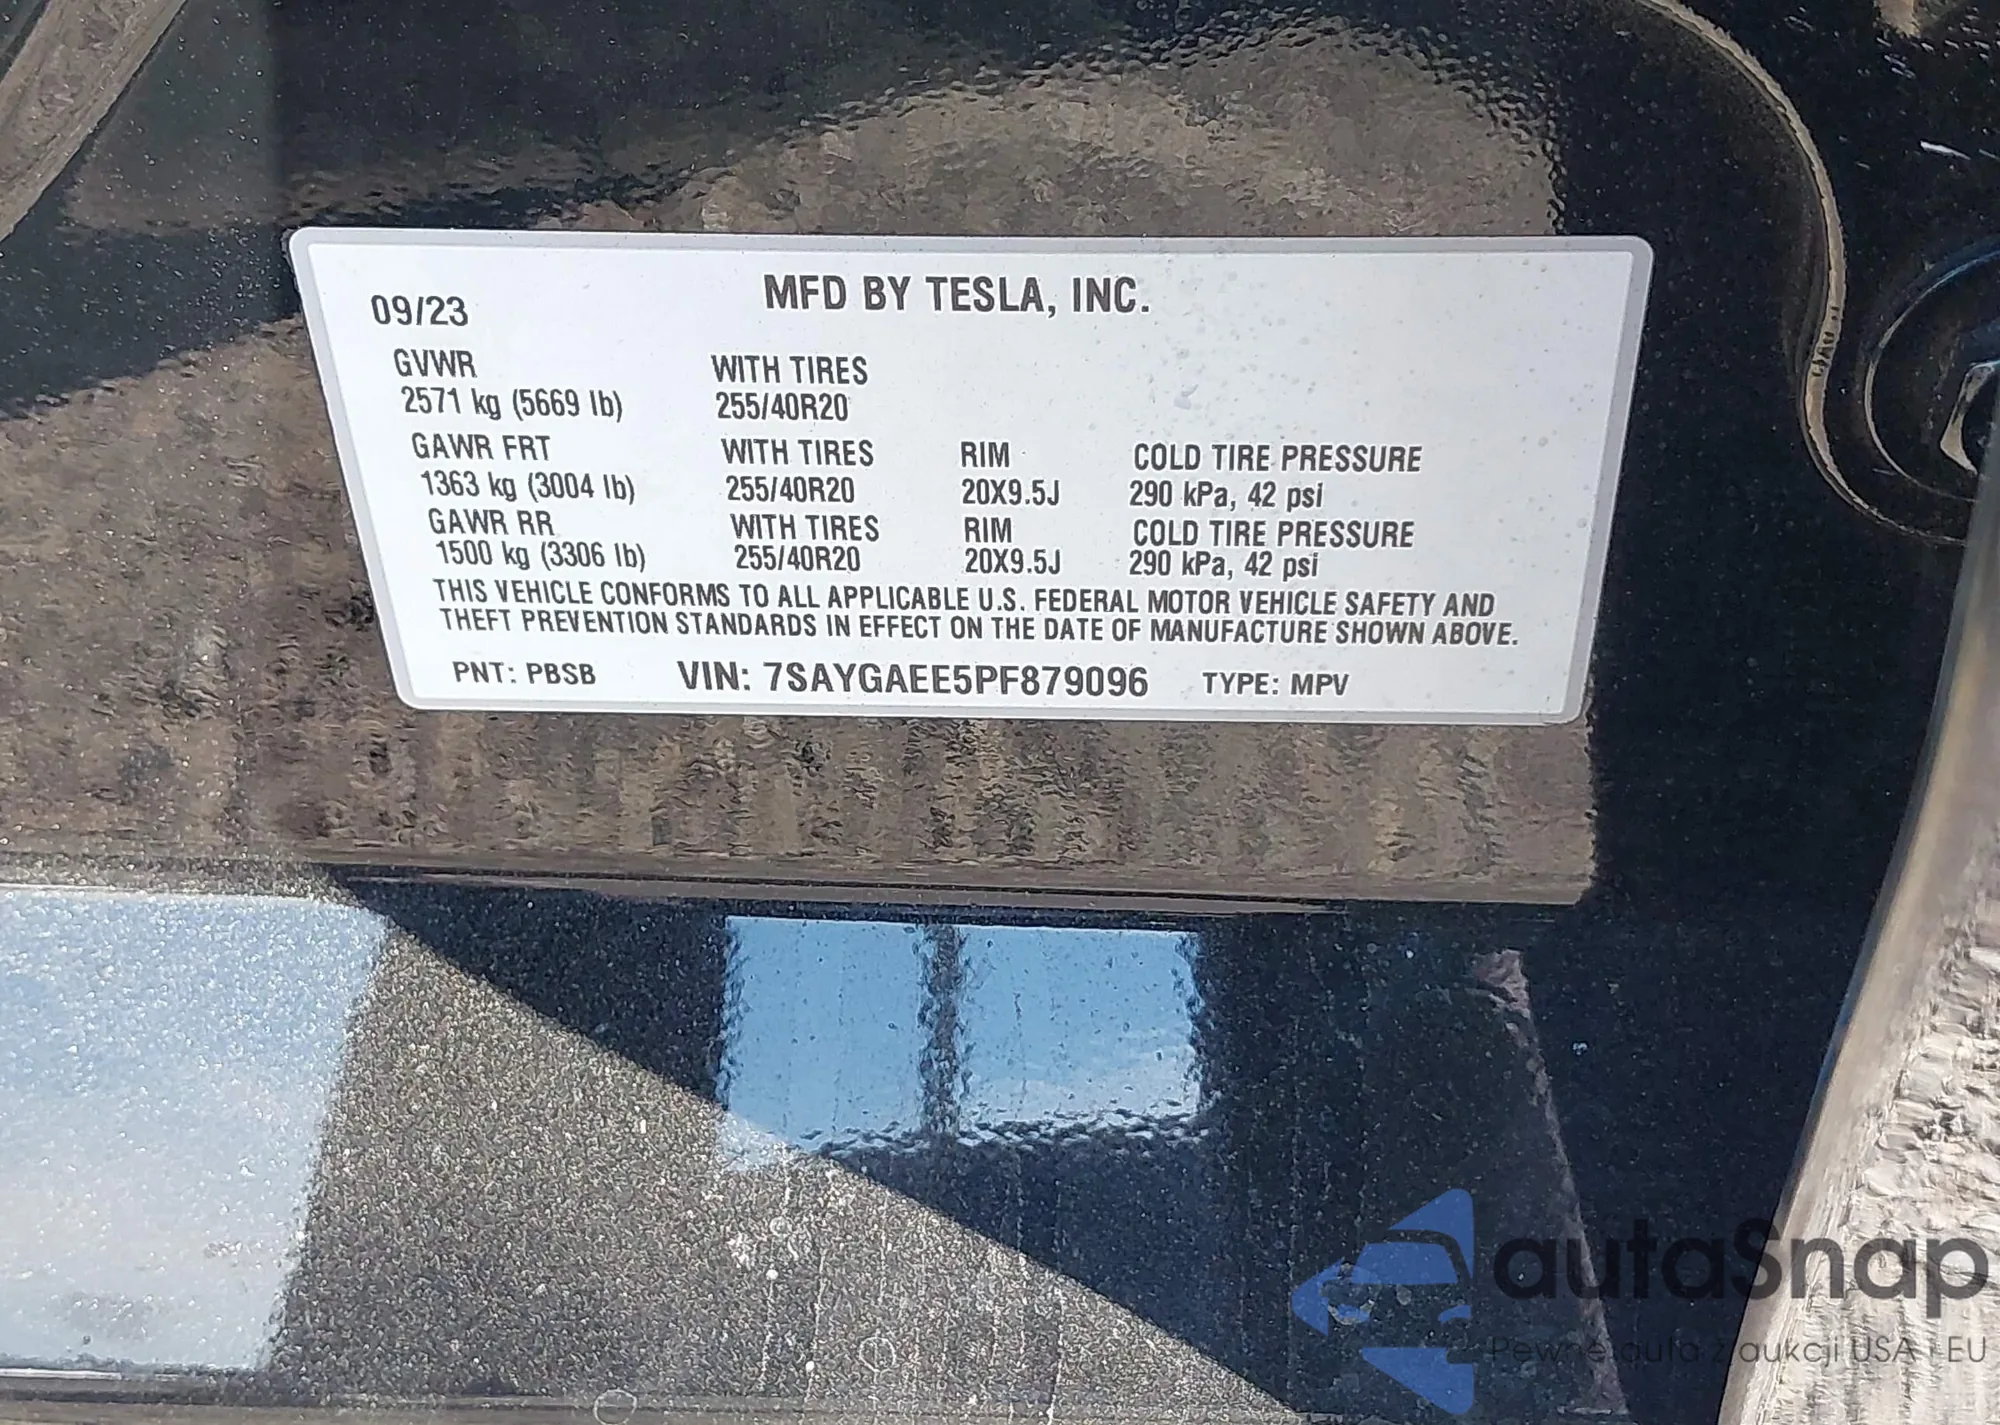 MFD BY TESLA, INC.
09/23
GVWR WITH TIRES
2571 kg (5669 lb) 255/40R20
GAWR FRT WITH TIRES RIM COLD TIRE PRESSURE
1363 kg (3004 lb) 255/40R20 20X9.5J 290 kPa, 42 psi
GAWR RR WITH TIRES RIM COLD TIRE PRESSURE
1500 kg (3306 lb) 255/40R20 20X9.5J 290 kPa, 42 psi
THIS VEHICLE CONFORMS TO ALL APPLICABLE U.S. FEDERAL MOTOR VEHICLE SAFETY AND
THEFT PREVENTION STANDARDS IN EFFECT ON THE DATE OF MANUFACTURE SHOWN ABOVE.
PNT: PBSB VIN: 7SAYGAEE5PF879096 TYPE: MPV
autaSnap
Pewne auta z aukcji USA i EU